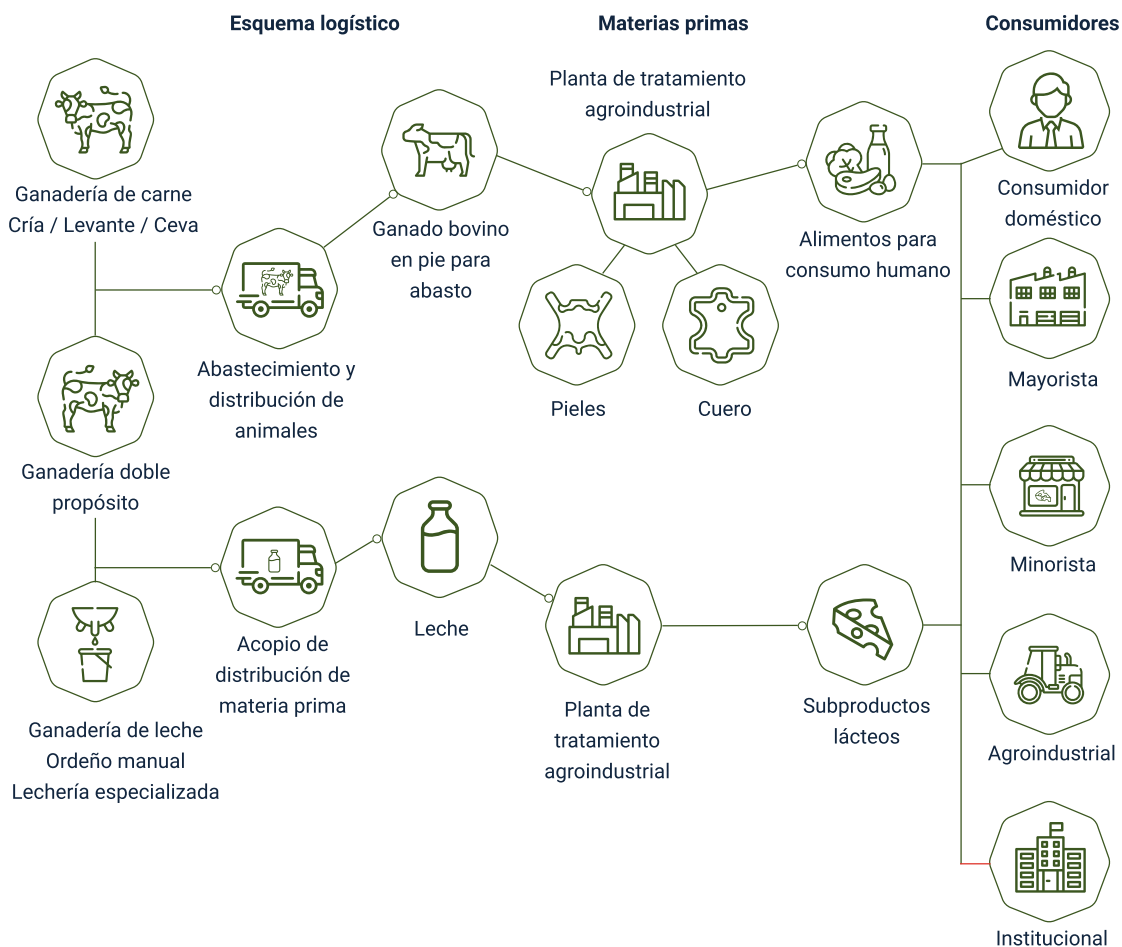 Esquema logístico
Materias primas
Consumidores
Ganadería de carne
Cría / Levante / Ceva
Ganadería doble
propósito
Ganadería de leche
Ordeño manual
Lechería especializada
Abastecimiento y
distribución de
animales
Acopio de
distribución de
materia prima
Ganado bovino
en pie para
abasto
Leche
Planta de tratamiento
agroindustrial
Pieles
Cuero
Planta de
tratamiento
agroindustrial
Alimentos para
consumo humano
Subproductos
lácteos
Consumidor
doméstico
Mayorista
Minorista
Agroindustrial
Institucional